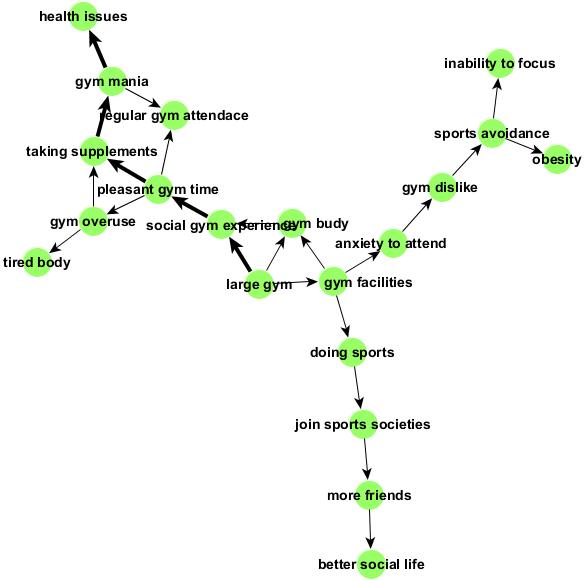 health issues
inability to focus
gym mania
regular gym attendace
sports avoidance
taking supplements
obesity
pleasant gym time
gym dislike
gym overuse
social gym experience
gym budy
anxiety to attend
tired body
large gym
gym facilities
doing sports
join sports societies
more friends
better social life